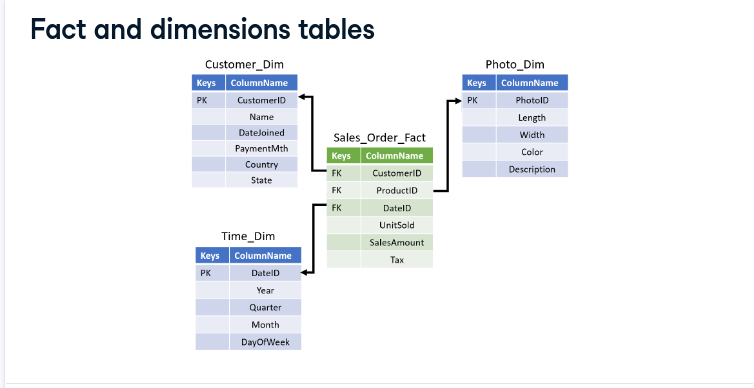 Fact and dimensions tables
Customer_Dim
Keys ColumnName
PK CustomerID
Name
DateJoined
PaymentMth
Country
State
Photo_Dim
Keys ColumnName
PK PhotoID
Length
Width
Color
Description
Sales_Order_Fact
Keys ColumnName
FK CustomerID
FK ProductID
FK DateID
UnitSold
SalesAmount
Tax
Time_Dim
Keys ColumnName
PK DateID
Year
Quarter
Month
DayOfWeek